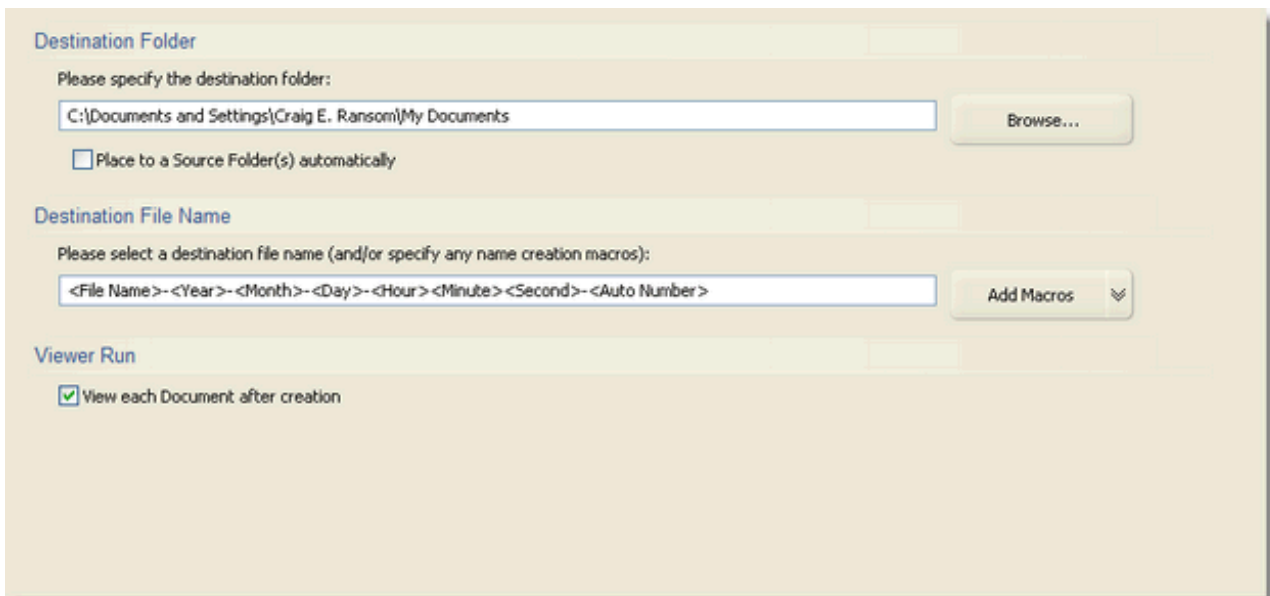 Destination Folder
Please specify the destination folder:
C:\Documents and Settings\Craig E. Ransom\My Documents
Browse...
Place to a Source Folder(s) automatically
Destination File Name
Please select a destination file name (and/or specify any name creation macros):
<File Name>-<Year>-<Month>-<Day>-<Hour><Minute><Second>-<Auto Number>
Add Macros
Viewer Run
View each Document after creation